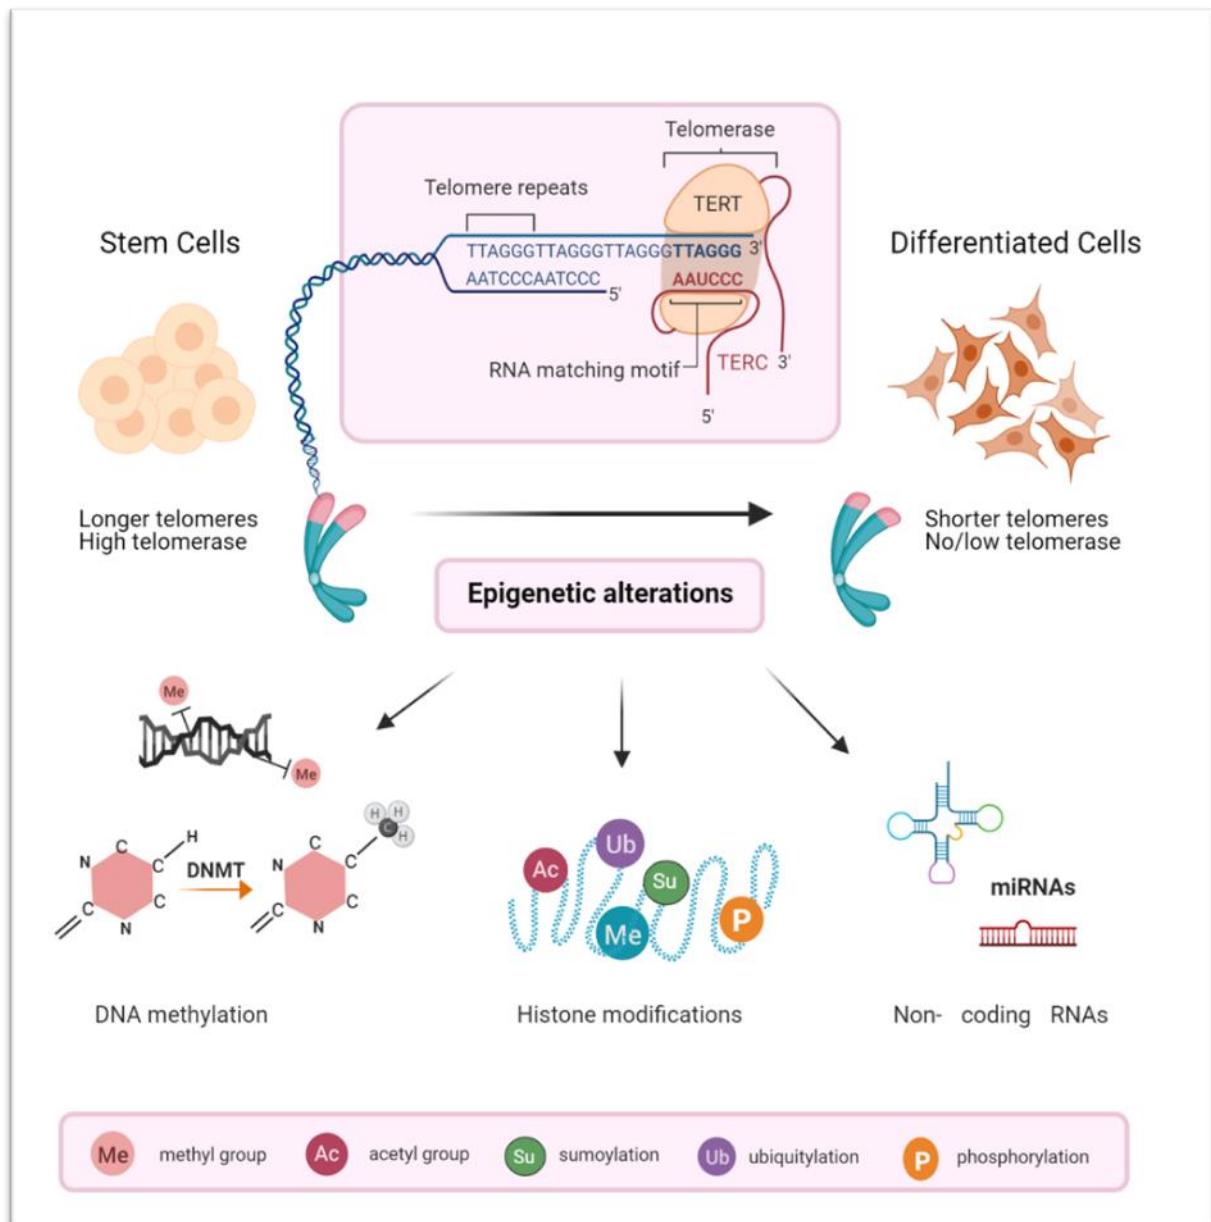 Telomerase
Telomere repeats
TERT
Stem Cells
Differentiated Cells
TTAGGGTTAGGGTTAGGGTTAGGG 3'
AATCCCAATCCC 5'
AAUCCC
RNA matching motif
TERC 3'
5'
Longer telomeres
High telomerase
Shorter telomeres
No/low telomerase
Epigenetic alterations
Me
Me
H H
C H
N C C H
C N C
DNMT
N C C
C N C
DNA methylation
Ac
Ub
Su
Me
P
Histone modifications
miRNAs
Non- coding RNAs
Me methyl group
Ac acetyl group
Su sumoylation
Ub ubiquitylation
P phosphorylation